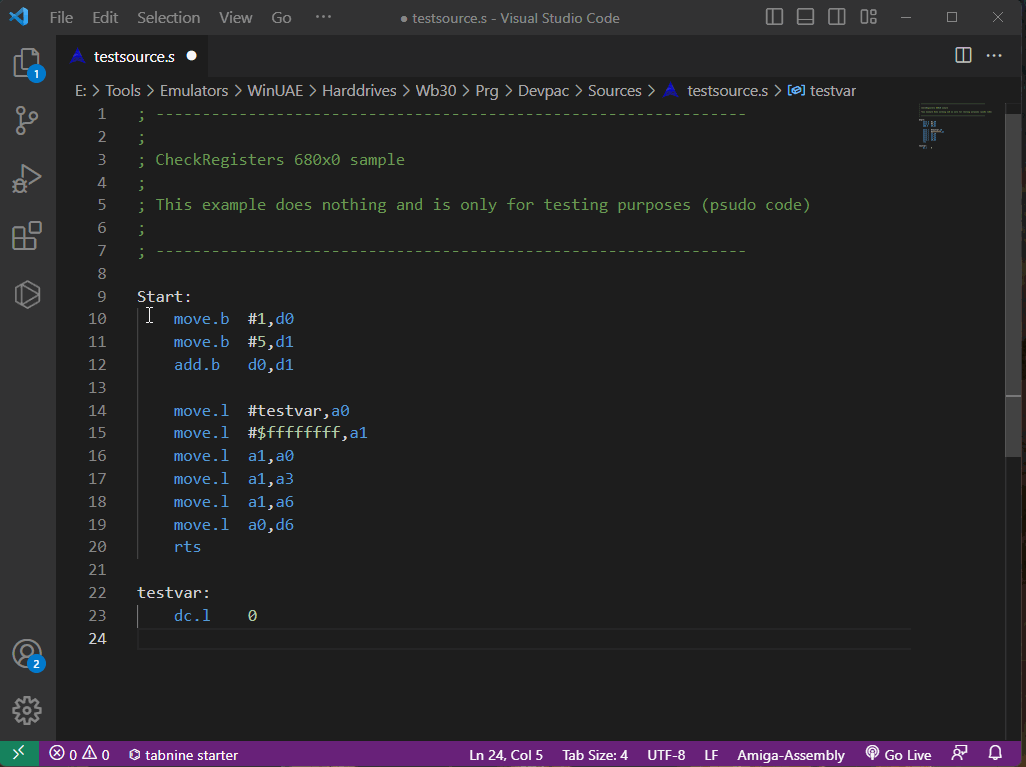 File Edit Selection View Go ··· ● testsource.s - Visual Studio Code
testsource.s ●
E: > Tools > Emulators > WinUAE > Harddrives > Wb30 > Prg > Devpac > Sources > testsource.s > testvar
1 ; ----------------------------------------------------------------
2 ;
3 ; CheckRegisters 680x0 sample
4 ;
5 ; This example does nothing and is only for testing purposes (psudo code)
6 ;
7 ; ----------------------------------------------------------------
8
9 Start:
10 move.b #1,d0
11 move.b #5,d1
12 add.b d0,d1
13
14 move.l #testvar,a0
15 move.l #$ffffffff,a1
16 move.l a1,a0
17 move.l a1,a3
18 move.l a1,a6
19 move.l a0,d6
20 rts
21
22 testvar:
23 dc.l 0
24
1
2
0 0 tabnine starter Ln 24, Col 5 Tab Size: 4 UTF-8 LF Amiga-Assembly Go Live